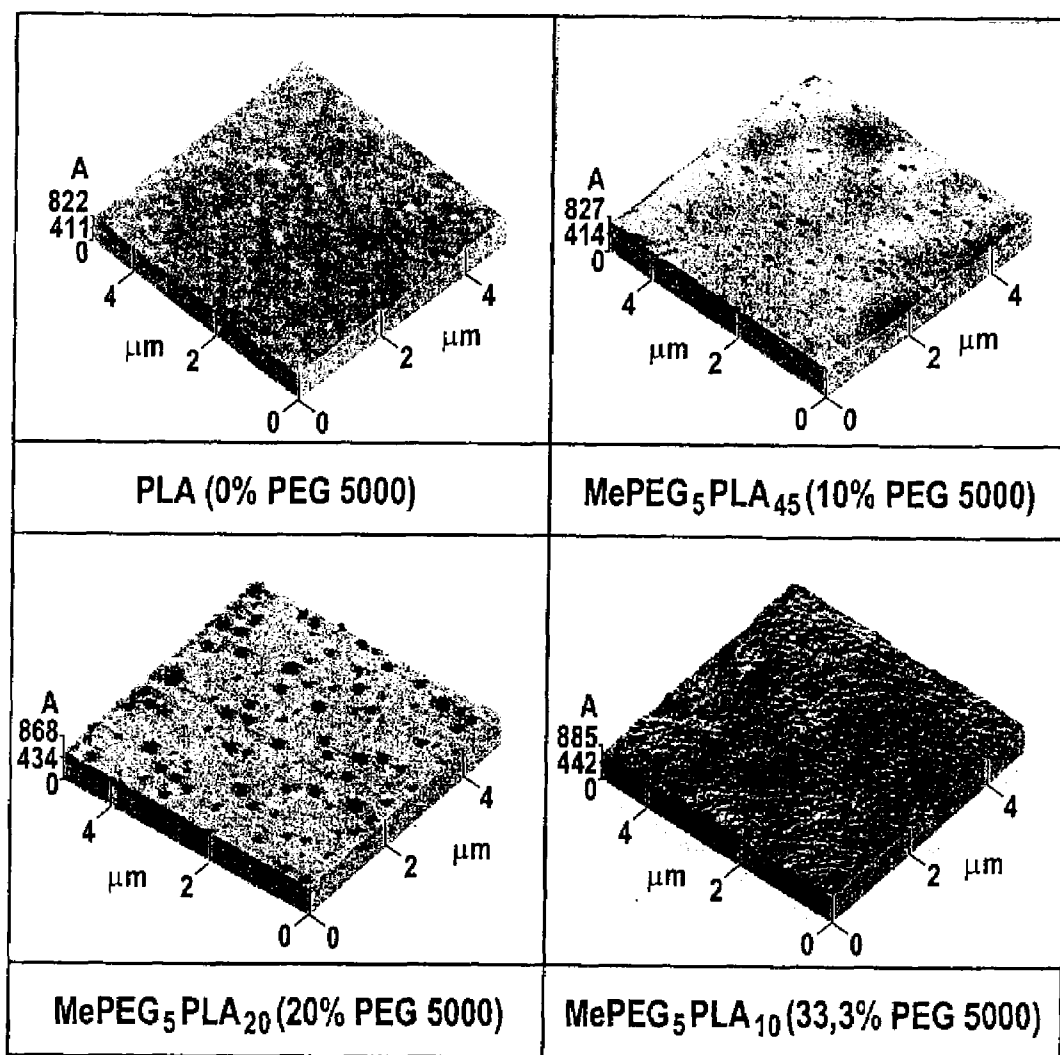 A
822
411
0
4
μm
2
0
0
2
μm
4
A
827
414
0
4
μm
2
0
0
2
μm
4
PLA (0% PEG 5000)
MePEG₅PLA₄₅ (10% PEG 5000)
A
868
434
0
4
μm
2
0
0
2
μm
4
A
885
442
0
4
μm
2
0
0
2
μm
4
MePEG₅PLA₂₀ (20% PEG 5000)
MePEG₅PLA₁₀ (33,3% PEG 5000)